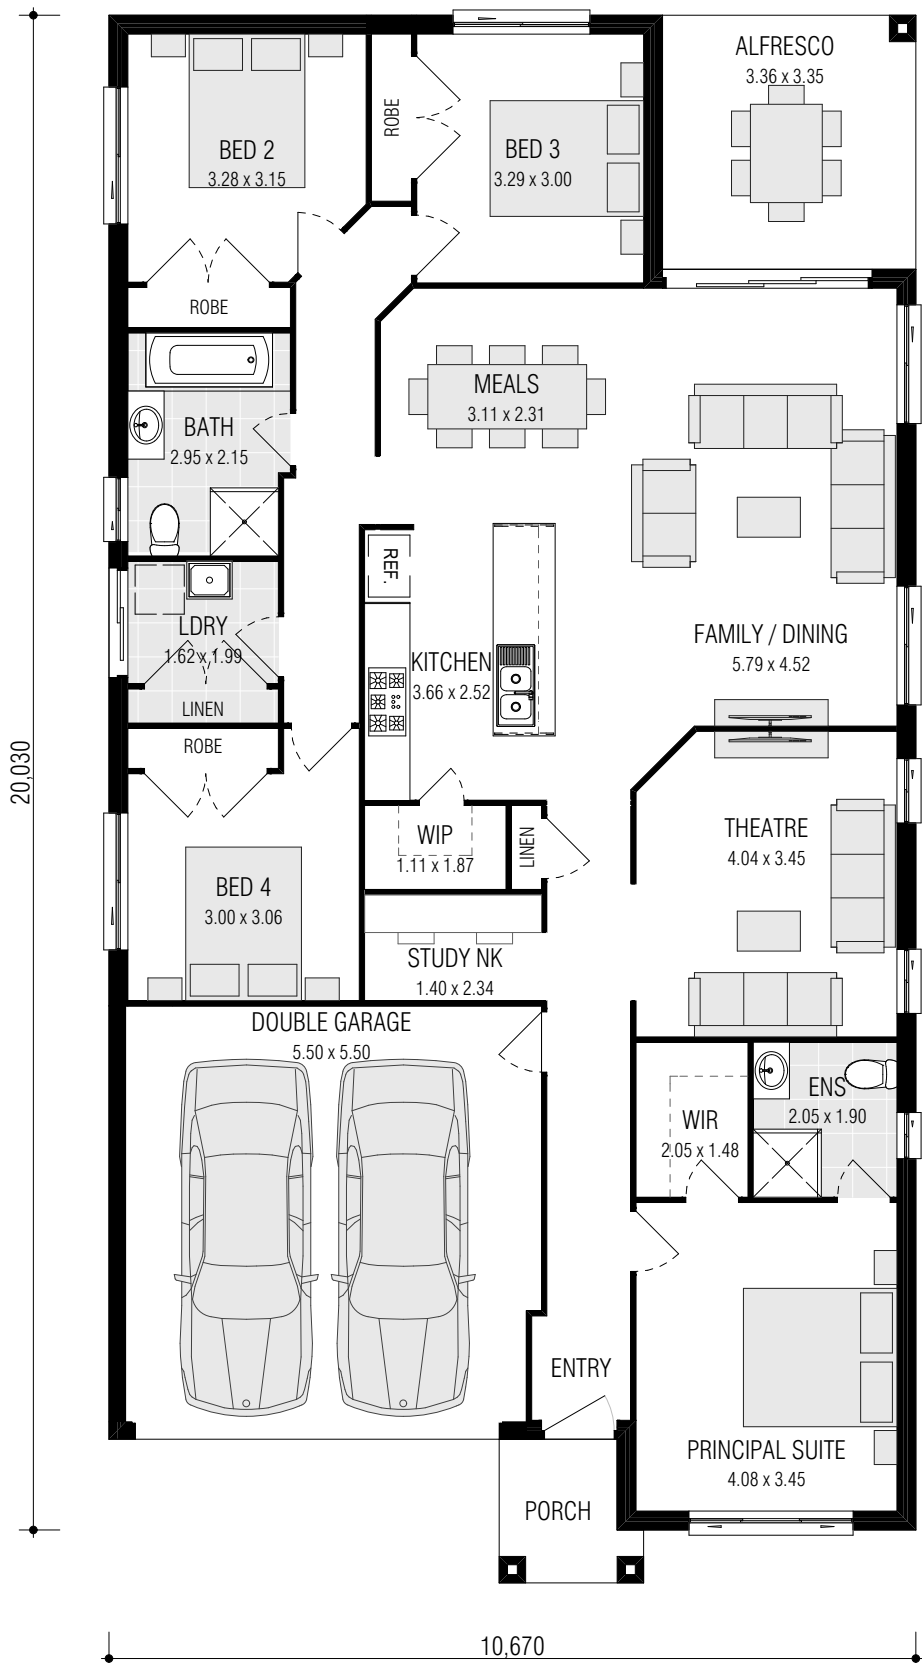 ALFRESCO
3.36 x 3.35
ROBE
BED 2
3.28 x 3.15
BED 3
3.29 x 3.00
ROBE
MEALS
3.11 x 2.31
BATH
2.95 x 2.15
REF.
LDRY
1.62 x 1.99
FAMILY / DINING
5.79 x 4.52
KITCHEN
3.66 x 2.52
LINEN
ROBE
20,030
THEATRE
4.04 x 3.45
WIP
1.11 x 1.87
LINEN
BED 4
3.00 x 3.06
STUDY NK
1.40 x 2.34
DOUBLE GARAGE
5.50 x 5.50
ENS
2.05 x 1.90
WIR
2.05 x 1.48
ENTRY
PRINCIPAL SUITE
4.08 x 3.45
PORCH
10,670